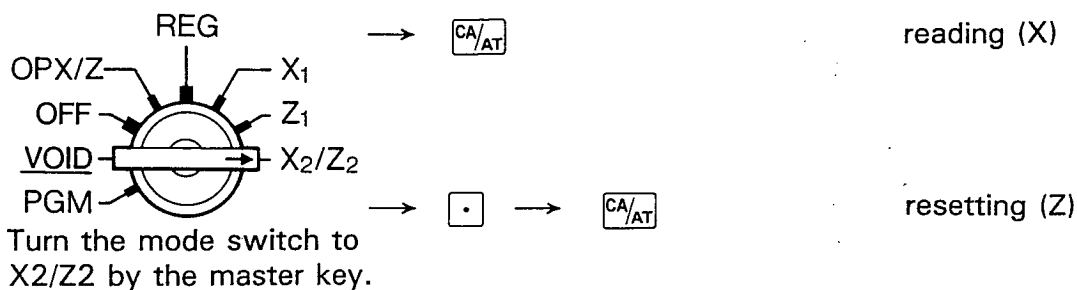 REG
→ CA/AT reading (X)
OPX/Z X1
OFF Z1
VOID X2/Z2
PGM → · → CA/AT resetting (Z)
Turn the mode switch to
X2/Z2 by the master key.